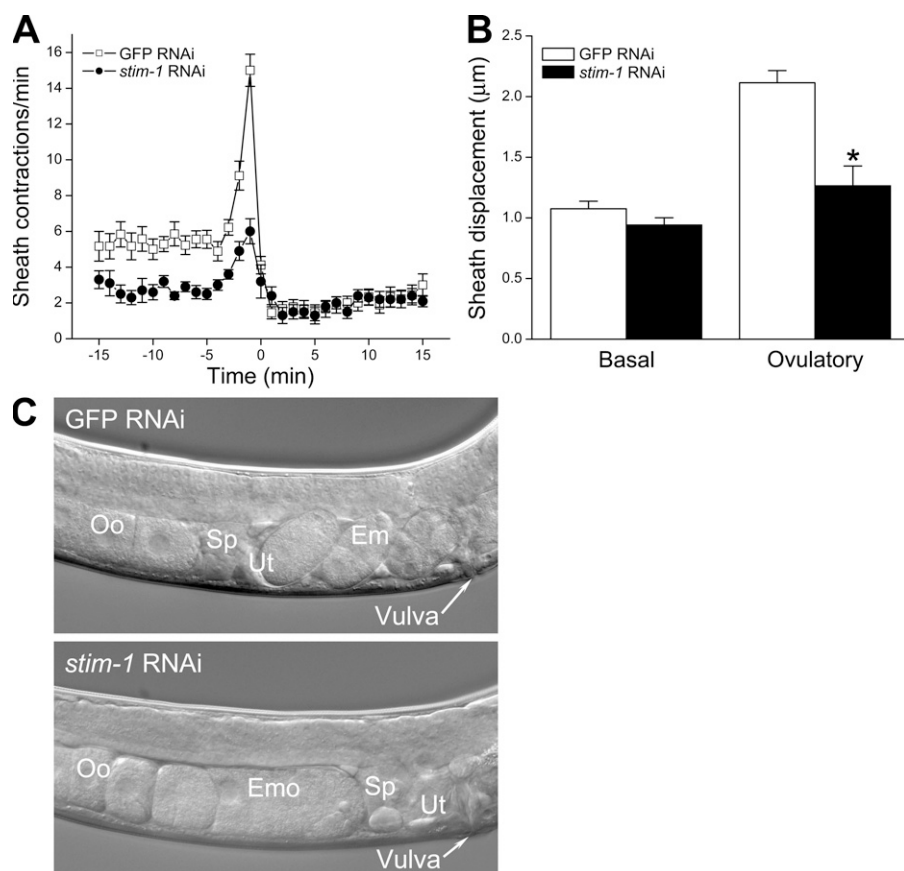 A
GFP RNAi
stim-1 RNAi
Sheath contractions/min
16
14
12
10
8
6
4
2
0
-15
-10
-5
0
5
10
15
Time (min)
B
GFP RNAi
stim-1 RNAi
Sheath displacement (μm)
2.5
2.0
1.5
1.0
0.5
0.0
*
Basal
Ovulatory
C
GFP RNAi
Oo
Sp
Ut
Em
Vulva
stim-1 RNAi
Oo
Emo
Sp
Ut
Vulva